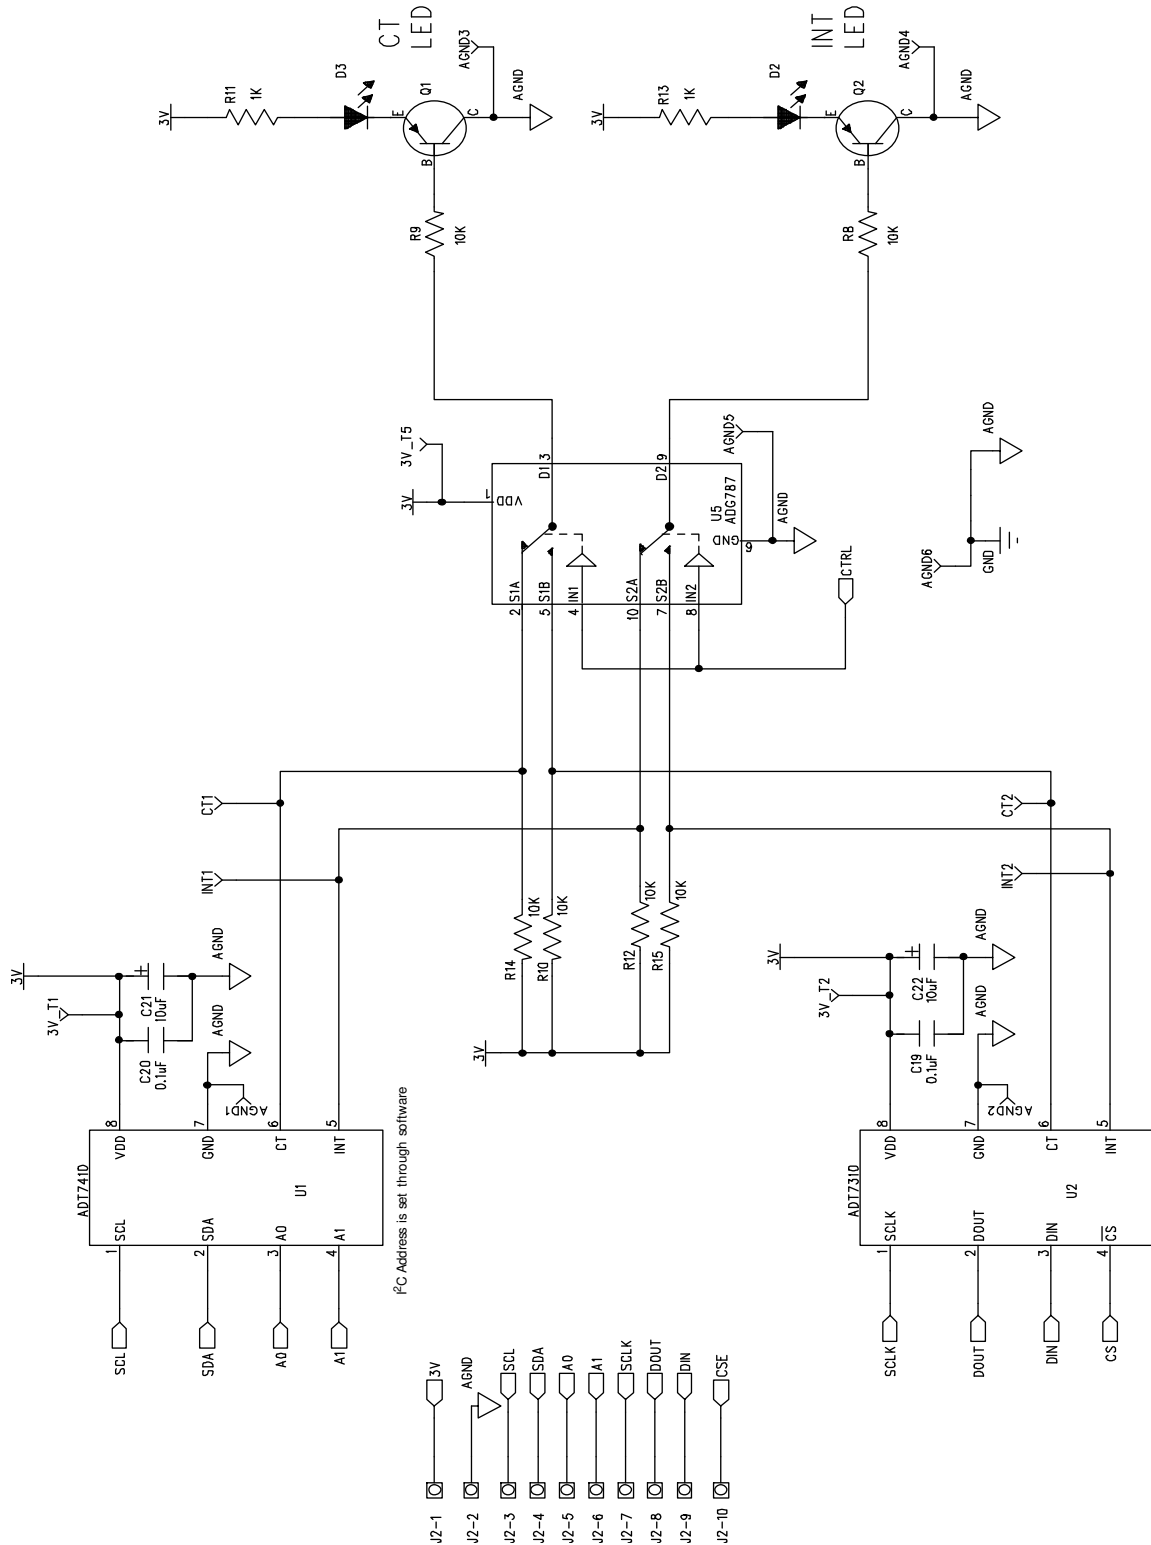 CT
LED
INT
LED
3V
R11
1K
D3
E
Q1
B
C
AGND3
AGND
R9
10K
3V
R13
1K
D2
E
Q2
B
C
AGND4
AGND
R8
10K
3V
3V_T5
VDD
1
D1 3
D2 9
U5
ADG787
GND
6
AGND5
AGND
2 S1A
5 S1B
4 IN1
10 S2A
7 S2B
8 IN2
CTRL
AGND6
GND
AGND
CT1
INT1
CT2
INT2
R14
10K
R10
10K
R12
10K
R15
10K
3V
3V
3V_T1
C20
0.1uF
C21
10uF
+
AGND
AGND
AGND1
ADT7410
U1
8
VDD
7
GND
6
CT
5
INT
1
SCL
2
SDA
3
A0
4
A1
SCL
SDA
A0
A1
I²C Address is set through software
3V
3V_T2
C19
0.1uF
C22
10uF
+
AGND
AGND
AGND2
ADT7310
U2
8
VDD
7
GND
6
CT
5
INT
1
SCLK
2
DOUT
3
DIN
4
CS
SCLK
DOUT
DIN
CS
J2-1 3V
J2-2 AGND
J2-3 SCL
J2-4 SDA
J2-5 A0
J2-6 A1
J2-7 SCLK
J2-8 DOUT
J2-9 DIN
J2-10 CSE